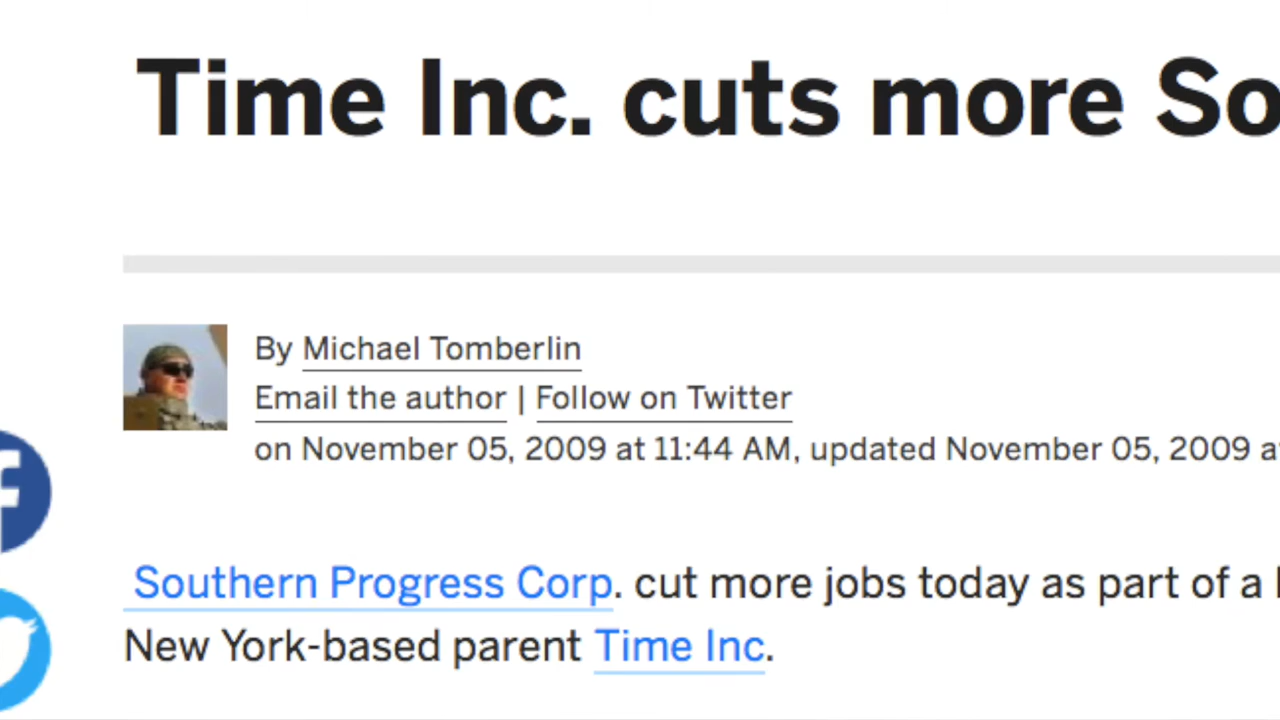 Time Inc. cuts more So
By Michael Tomberlin
Email the author | Follow on Twitter
on November 05, 2009 at 11:44 AM, updated November 05, 2009 a
Southern Progress Corp. cut more jobs today as part of a
New York-based parent Time Inc.